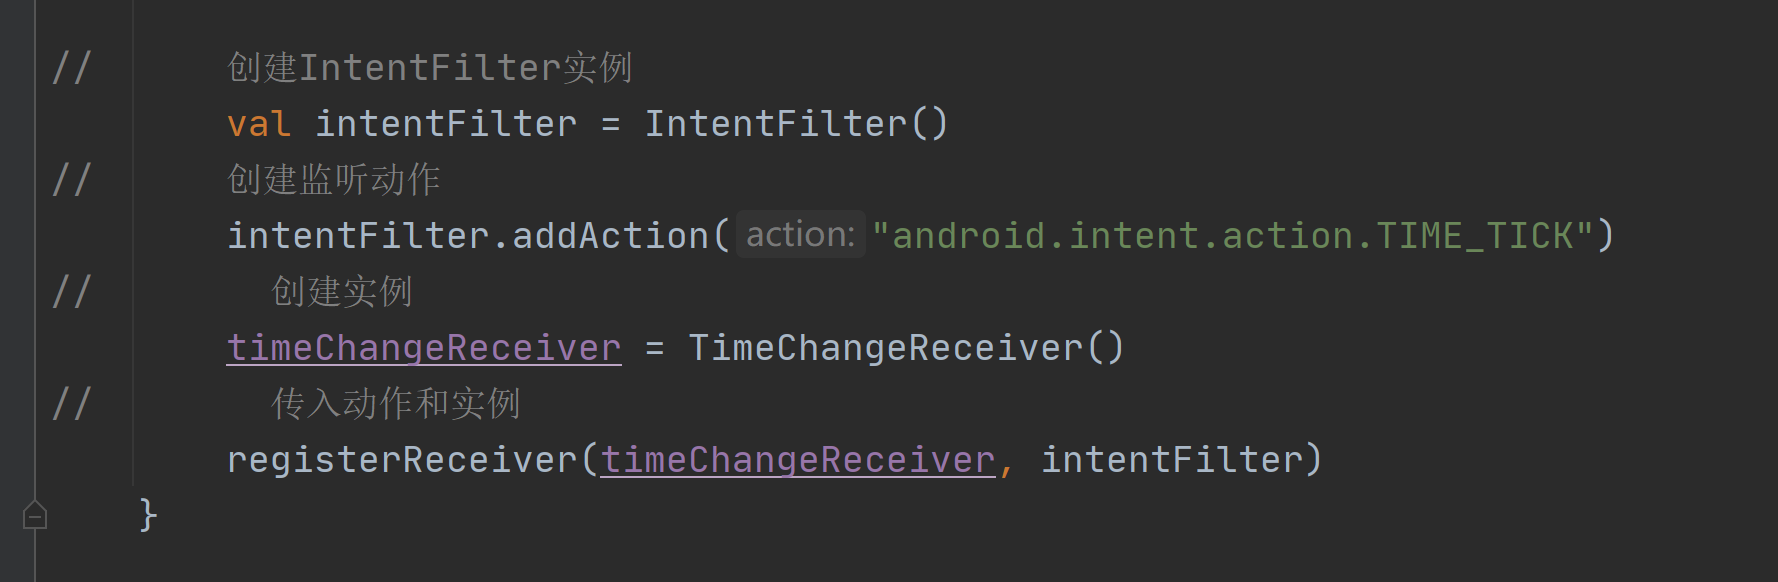 //      创建IntentFilter实例
val intentFilter = IntentFilter()
//      创建监听动作
intentFilter.addAction( action: "android.intent.action.TIME_TICK")
//        创建实例
timeChangeReceiver = TimeChangeReceiver()
//        传入动作和实例
registerReceiver(timeChangeReceiver, intentFilter)
}